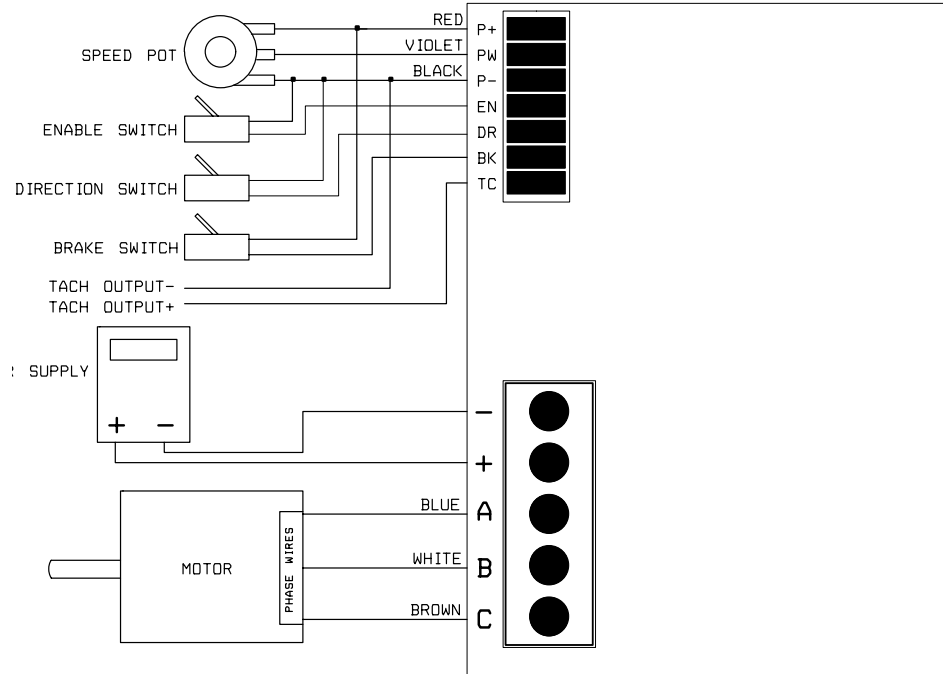 RED P+
SPEED POT VIOLET PW
BLACK P-
EN
ENABLE SWITCH DR
BK
DIRECTION SWITCH TC
BRAKE SWITCH
TACH OUTPUT-
TACH OUTPUT+
SUPPLY
+ - -
+
BLUE A
MOTOR PHASE WIRES WHITE B
BROWN C